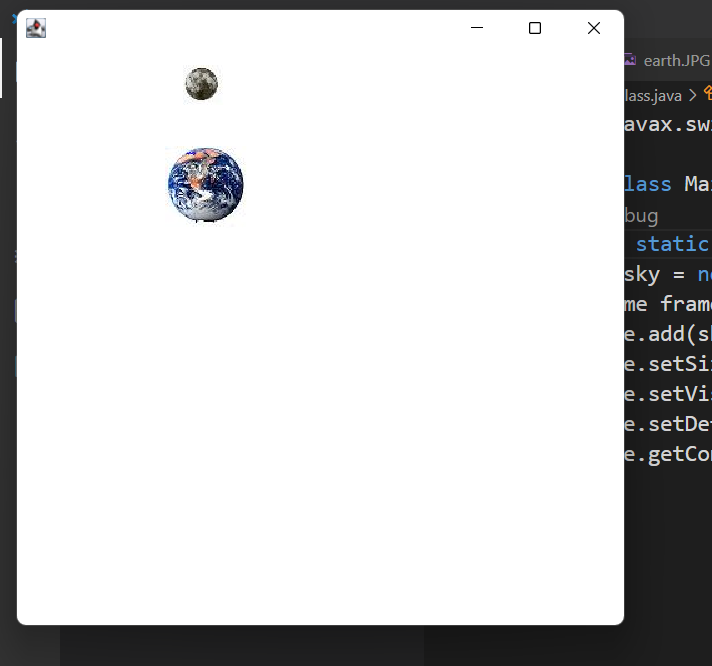 earth.JPG
lass.java >
avax.sw
lass Ma
bug
static
sky = n
me fram
e.add(s
e.setSi
e.setVi
e.setDe
e.getCo